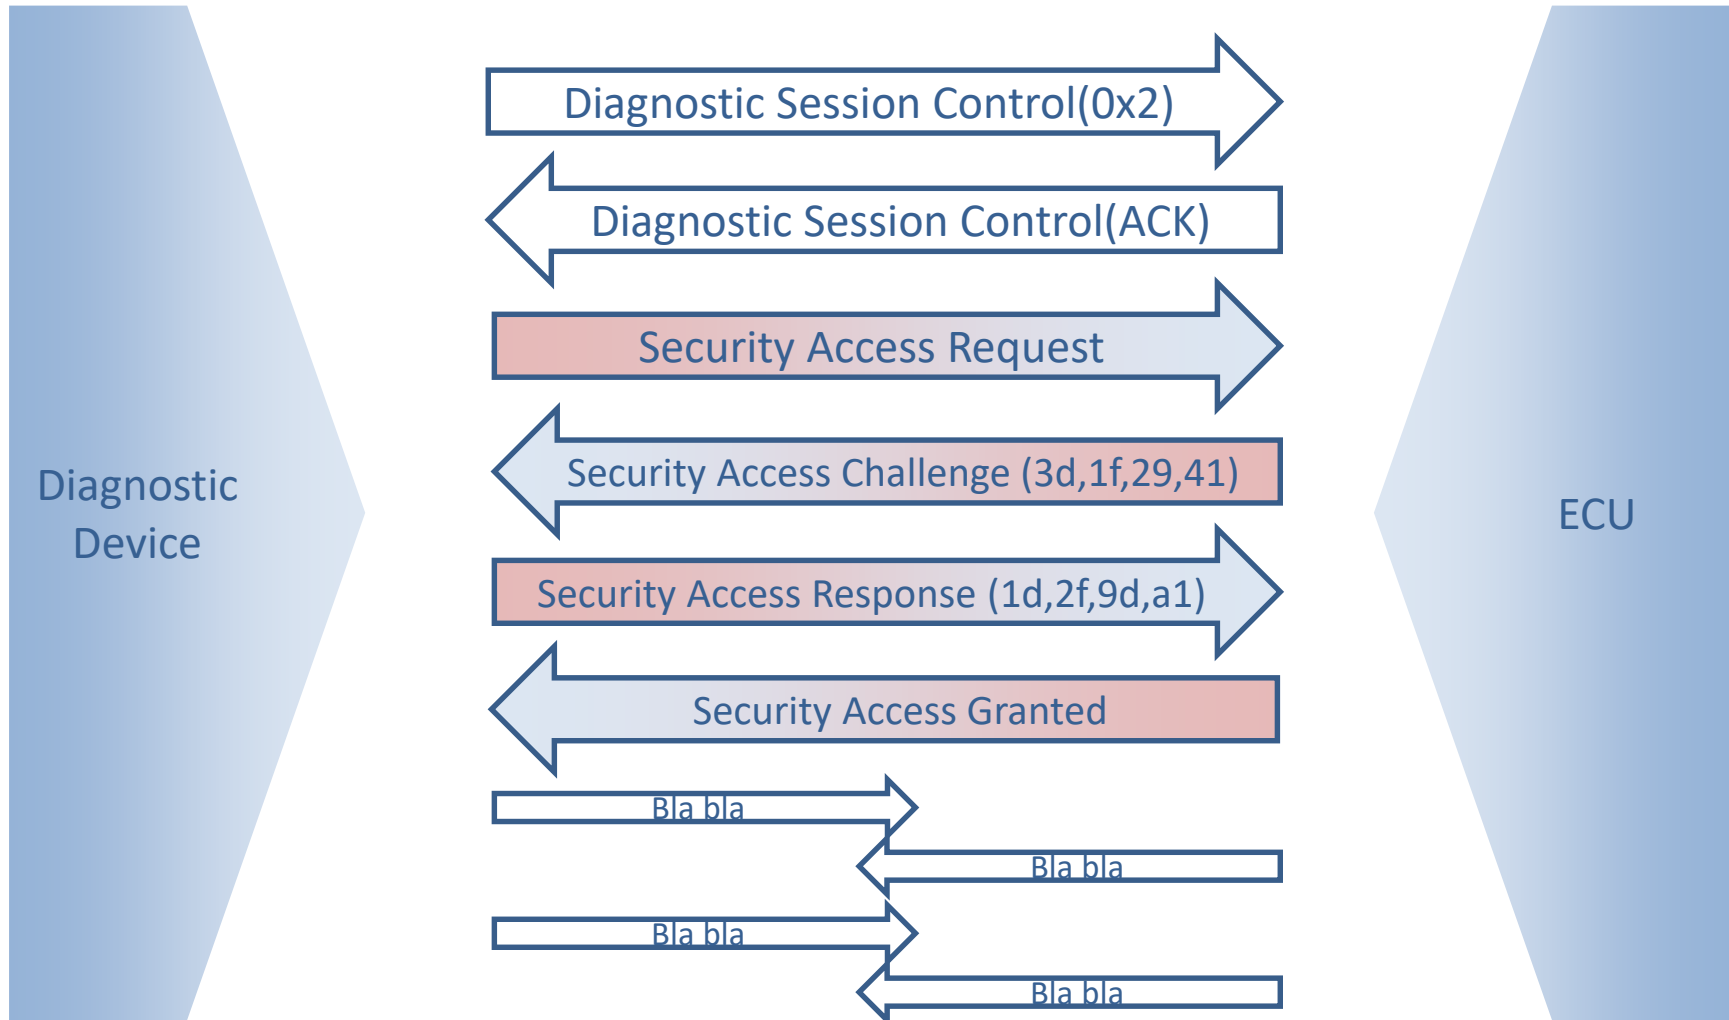 Diagnostic Session Control(0x2)
Diagnostic Session Control(ACK)
Security Access Request
Security Access Challenge (3d,1f,29,41)
Diagnostic
Device
ECU
Security Access Response (1d,2f,9d,a1)
Security Access Granted
Bla bla
Bla bla
Bla bla
Bla bla